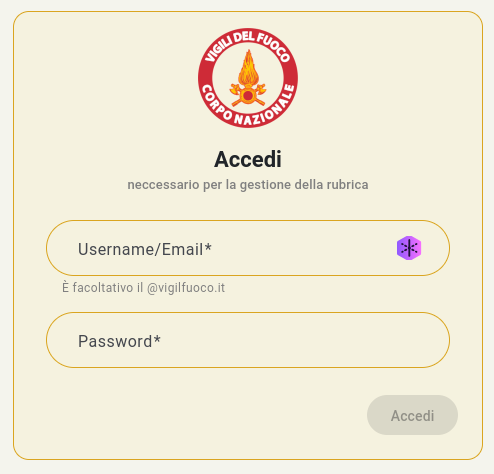 VIGILI DEL FUOCO
CORPO NAZIONALE
Accedi
neccessario per la gestione della rubrica
Username/Email*
È facoltativo il @vigilfuoco.it
Password*
Accedi